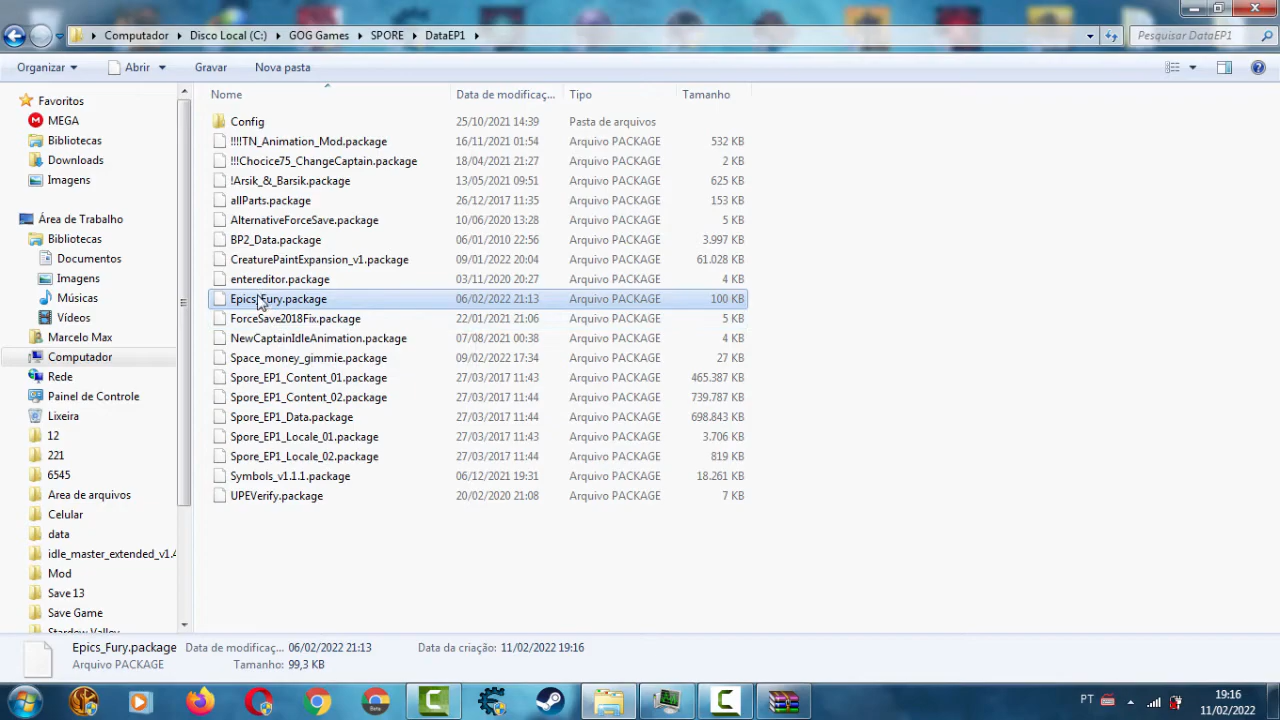 Computador Disco Local (C:) GOG Games SPORE DataEP1 Pesquisar DataEP1
Organizar Abrir Gravar Nova pasta
Nome Data de modificaç... Tipo Tamanho
Favoritos
MEGA
Bibliotecas
Downloads
Imagens
Área de Trabalho
Bibliotecas
Documentos
Imagens
Músicas
Vídeos
Marcelo Max
Computador
Rede
Painel de Controle
Lixeira
12
221
6545
Area de arquivos
Celular
data
idle_master_extended_v1.4
Mod
Save 13
Save Game
Stardew Valley
Config 25/10/2021 14:39 Pasta de arquivos
!!!!TN_Animation_Mod.package 16/11/2021 01:54 Arquivo PACKAGE 532 KB
!!!Chocice75_ChangeCaptain.package 18/04/2021 21:27 Arquivo PACKAGE 2 KB
!Arsik_&_Barsik.package 13/05/2021 09:51 Arquivo PACKAGE 625 KB
allParts.package 26/12/2017 11:35 Arquivo PACKAGE 153 KB
AlternativeForceSave.package 10/06/2020 13:28 Arquivo PACKAGE 5 KB
BP2_Data.package 06/01/2010 22:56 Arquivo PACKAGE 3.997 KB
CreaturePaintExpansion_v1.package 09/01/2022 20:04 Arquivo PACKAGE 61.028 KB
entereditor.package 03/11/2020 20:27 Arquivo PACKAGE 4 KB
Epics_Fury.package 06/02/2022 21:13 Arquivo PACKAGE 100 KB
ForceSave2018Fix.package 22/01/2021 21:06 Arquivo PACKAGE 5 KB
NewCaptainIdleAnimation.package 07/08/2021 00:38 Arquivo PACKAGE 4 KB
Space_money_gimmie.package 09/02/2022 17:34 Arquivo PACKAGE 27 KB
Spore_EP1_Content_01.package 27/03/2017 11:43 Arquivo PACKAGE 465.387 KB
Spore_EP1_Content_02.package 27/03/2017 11:44 Arquivo PACKAGE 739.787 KB
Spore_EP1_Data.package 27/03/2017 11:44 Arquivo PACKAGE 698.843 KB
Spore_EP1_Locale_01.package 27/03/2017 11:43 Arquivo PACKAGE 3.706 KB
Spore_EP1_Locale_02.package 27/03/2017 11:44 Arquivo PACKAGE 819 KB
Symbols_v1.1.1.package 06/12/2021 19:31 Arquivo PACKAGE 18.261 KB
UPEVerify.package 20/02/2020 21:08 Arquivo PACKAGE 7 KB
Epics_Fury.package Data de modificaç... 06/02/2022 21:13 Data da criação: 11/02/2022 19:16
Arquivo PACKAGE Tamanho: 99,3 KB
Beta
PT 19:16
11/02/2022